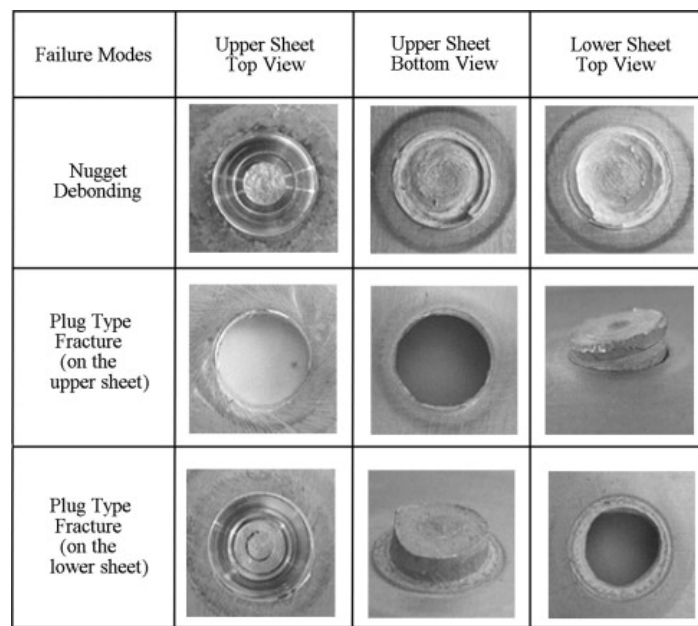 Failure Modes
Upper Sheet
Top View
Upper Sheet
Bottom View
Lower Sheet
Top View
Nugget
Debonding
Plug Type
Fracture
(on the
upper sheet)
Plug Type
Fracture
(on the
lower sheet)